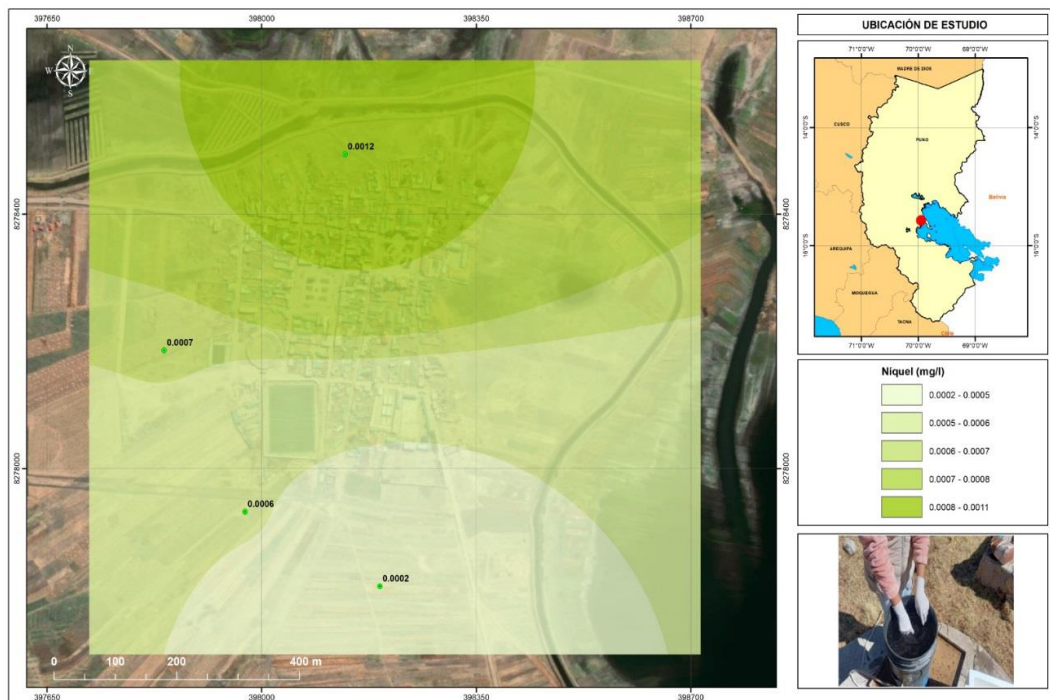 397650 398000 398350 398700
N
W
S
0.0012
8278400
8278400
0.0007
8278000
8278000
0.0006
0.0002
0 100 200 400 m
397650 398000 398350 398700
UBICACIÓN DE ESTUDIO
71°0'0"W 70°0'0"W 69°0'0"W
MADRE DE DIOS
14°0'0"S
14°0'0"S
CUSCO
PUNO
Bolivia
16°0'0"S
16°0'0"S
AREQUIPA
MOQUEGUA
TACNA
71°0'0"W 70°0'0"W 69°0'0"W
Níquel (mg/l)
0.0002 - 0.0005
0.0005 - 0.0006
0.0006 - 0.0007
0.0007 - 0.0008
0.0008 - 0.0011